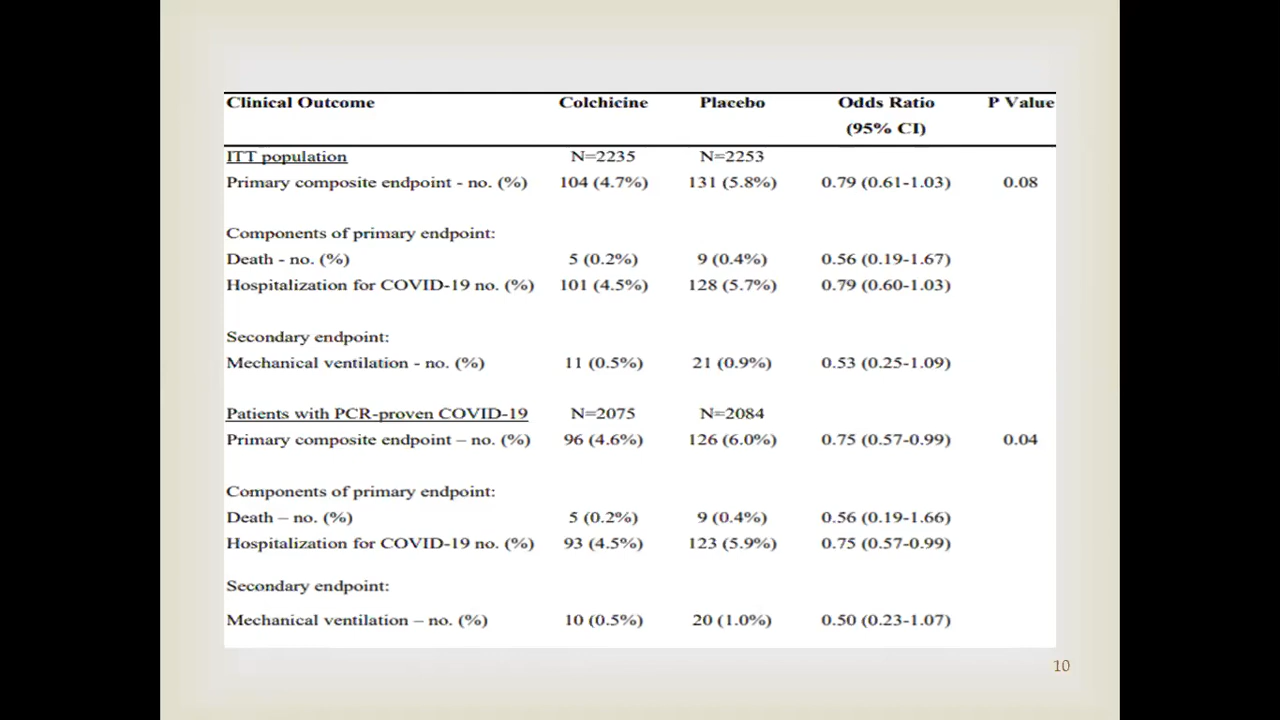 Clinical Outcome Colchicine Placebo Odds Ratio P Value
(95% CI)
ITT population N=2235 N=2253
Primary composite endpoint - no. (%) 104 (4.7%) 131 (5.8%) 0.79 (0.61-1.03) 0.08
Components of primary endpoint:
Death - no. (%) 5 (0.2%) 9 (0.4%) 0.56 (0.19-1.67)
Hospitalization for COVID-19 no. (%) 101 (4.5%) 128 (5.7%) 0.79 (0.60-1.03)
Secondary endpoint:
Mechanical ventilation - no. (%) 11 (0.5%) 21 (0.9%) 0.53 (0.25-1.09)
Patients with PCR-proven COVID-19 N=2075 N=2084
Primary composite endpoint – no. (%) 96 (4.6%) 126 (6.0%) 0.75 (0.57-0.99) 0.04
Components of primary endpoint:
Death – no. (%) 5 (0.2%) 9 (0.4%) 0.56 (0.19-1.66)
Hospitalization for COVID-19 no. (%) 93 (4.5%) 123 (5.9%) 0.75 (0.57-0.99)
Secondary endpoint:
Mechanical ventilation – no. (%) 10 (0.5%) 20 (1.0%) 0.50 (0.23-1.07)
10